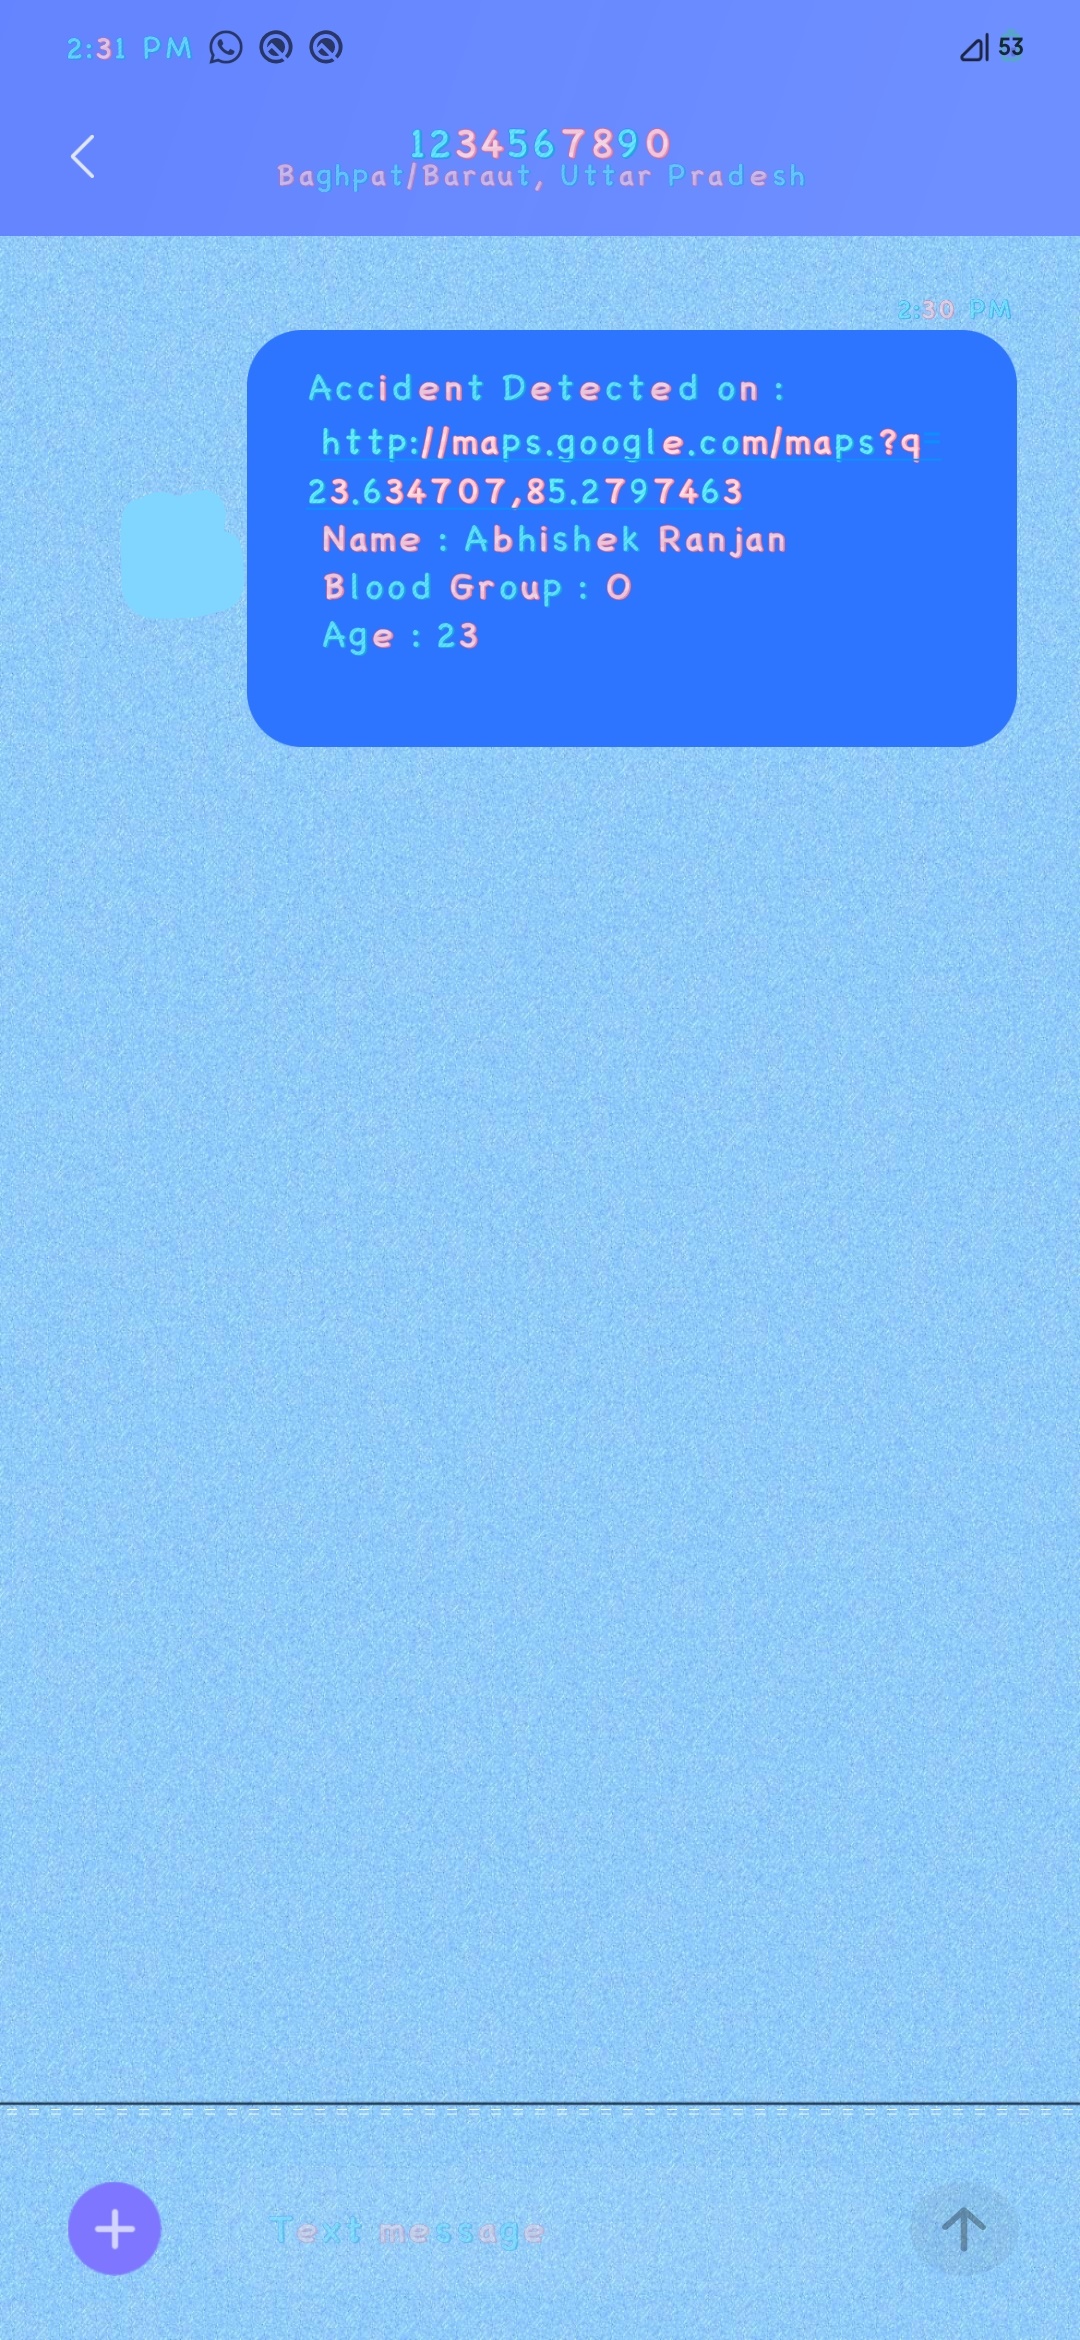 2:31 PM 53
1234567890
Baghpat/Baraut, Uttar Pradesh
2:30 PM
Accident Detected on :
http://maps.google.com/maps?q=
23.634707,85.2797463
Name : Abhishek Ranjan
Blood Group : O
Age : 23
Text message